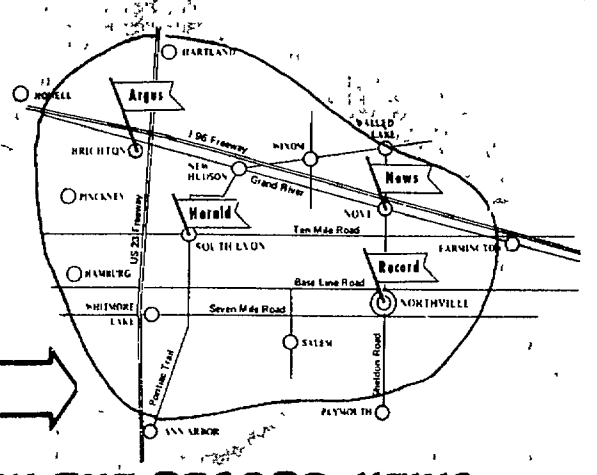 HARTLAND
HOWELL
Argus
WALLED
LAKE
I-96 Freeway
WIXOM
BRIGHTON
NEW
HUDSON
News
Grand River
PINCKNEY
Herald
NOVI
US 23 Freeway
Ten Mile Road
SOUTH LYON
FARMINGTON
Record
HAMBURG
Base Line Road
NORTHVILLE
WHITMORE
LAKE
Seven Mile Road
SALEM
Pontiac Trail
Sheldon Road
PLYMOUTH
ANN ARBOR